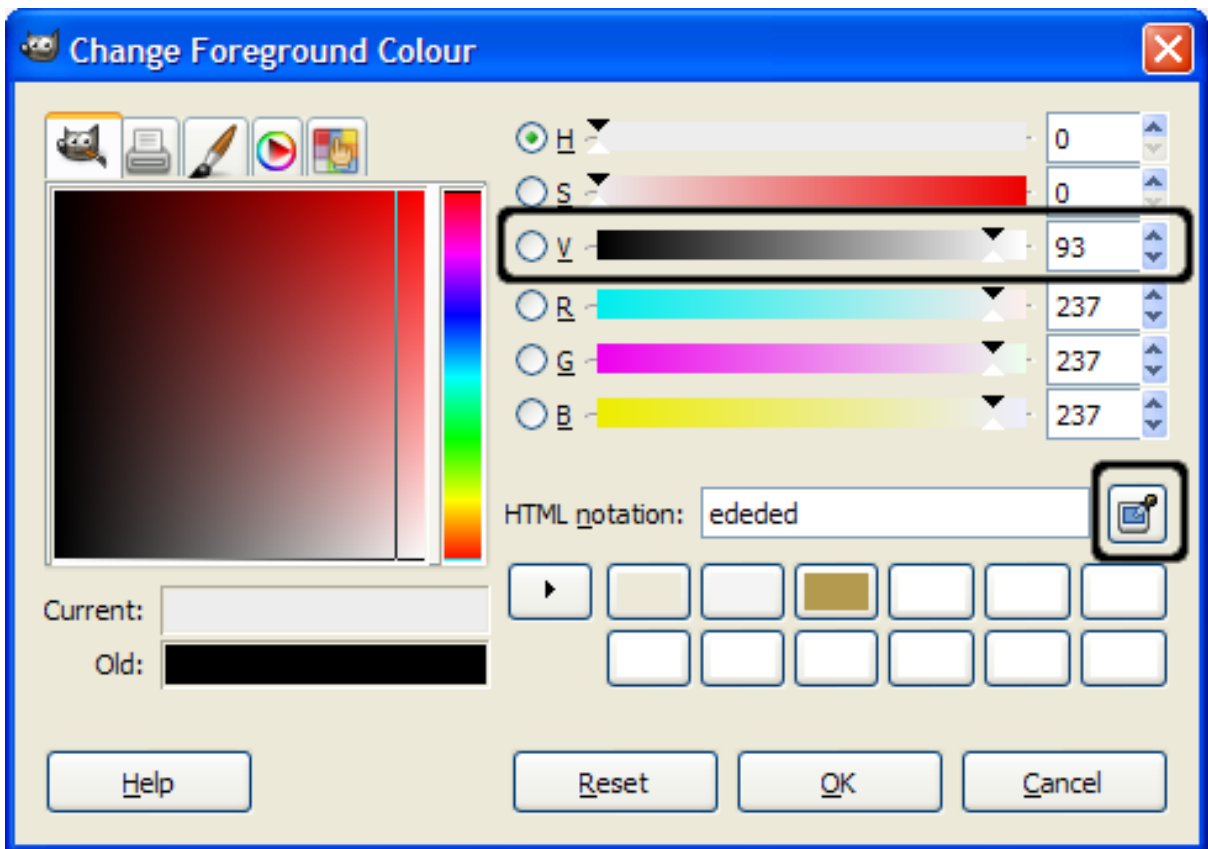 Change Foreground Colour
H 0
S 0
V 93
R 237
G 237
B 237
HTML notation: ededed
Current:
Old:
Help Reset OK Cancel